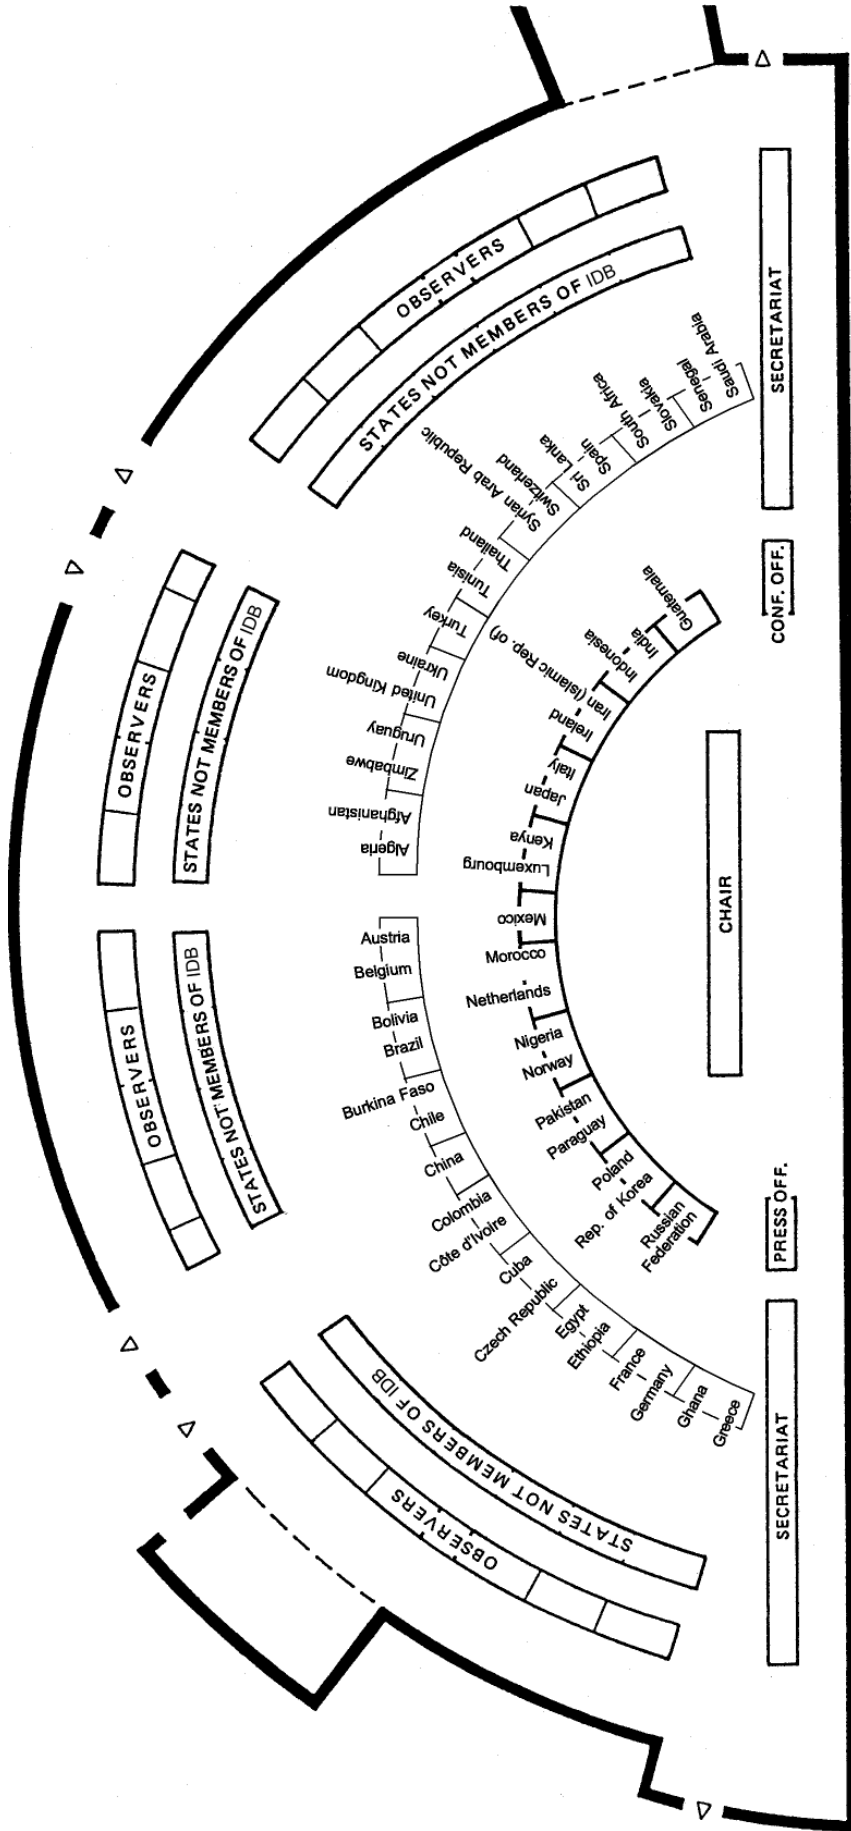 OBSERVERS
STATES NOT MEMBERS OF IDB
SECRETARIAT
Saudi Arabia
Senegal
Slovakia
South Africa
Spain
Sri Lanka
Switzerland
Syrian Arab Republic
Thailand
Tunisia
Turkey
Ukraine
United Kingdom
Uruguay
Zimbabwe
Afghanistan
Algeria
CONF. OFF.
Guatemala
India
Indonesia
Iran (Islamic Rep. of)
Ireland
Italy
Japan
Kenya
Luxembourg
Mexico
Morocco
Netherlands
Nigeria
Norway
Pakistan
Paraguay
Poland
Rep. of Korea
Russian
Federation
CHAIR
OBSERVERS
STATES NOT MEMBERS OF IDB
OBSERVERS
STATES NOT MEMBERS OF IDB
Austria
Belgium
Bolivia
Brazil
Burkina Faso
Chile
China
Colombia
Côte d'Ivoire
Cuba
Czech Republic
Egypt
Ethiopia
France
Germany
Ghana
Greece
PRESS OFF.
STATES NOT MEMBERS OF IDB
OBSERVERS
SECRETARIAT